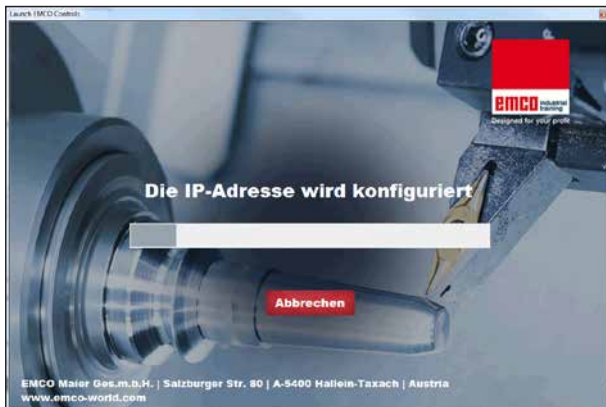 Launch EMCO Controls
emco industrial
training
Designed for your profit
Die IP-Adresse wird konfiguriert
Abbrechen
EMCO Maier Ges.m.b.H. | Salzburger Str. 80 | A-5400 Hallein-Taxach | Austria
www.emco-world.com